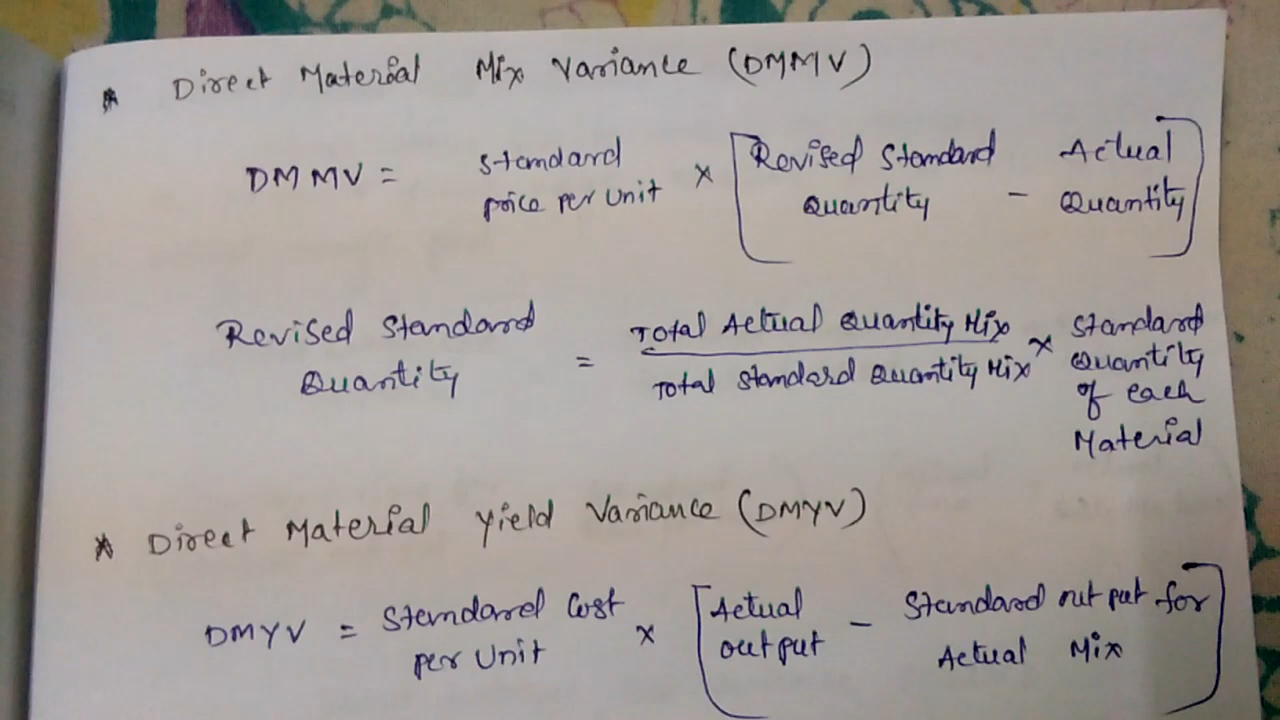 * Direct Material Mix Variance (DMMV)
DMMV = Standard price per unit × [Revised Standard Quantity − Actual Quantity]
Revised Standard Quantity = Total Actual Quantity Mix / Total Standard Quantity Mix × Standard Quantity of each Material
* Direct Material Yield Variance (DMYV)
DMYV = Standard Cost per Unit × [Actual output − Standard output for Actual Mix]